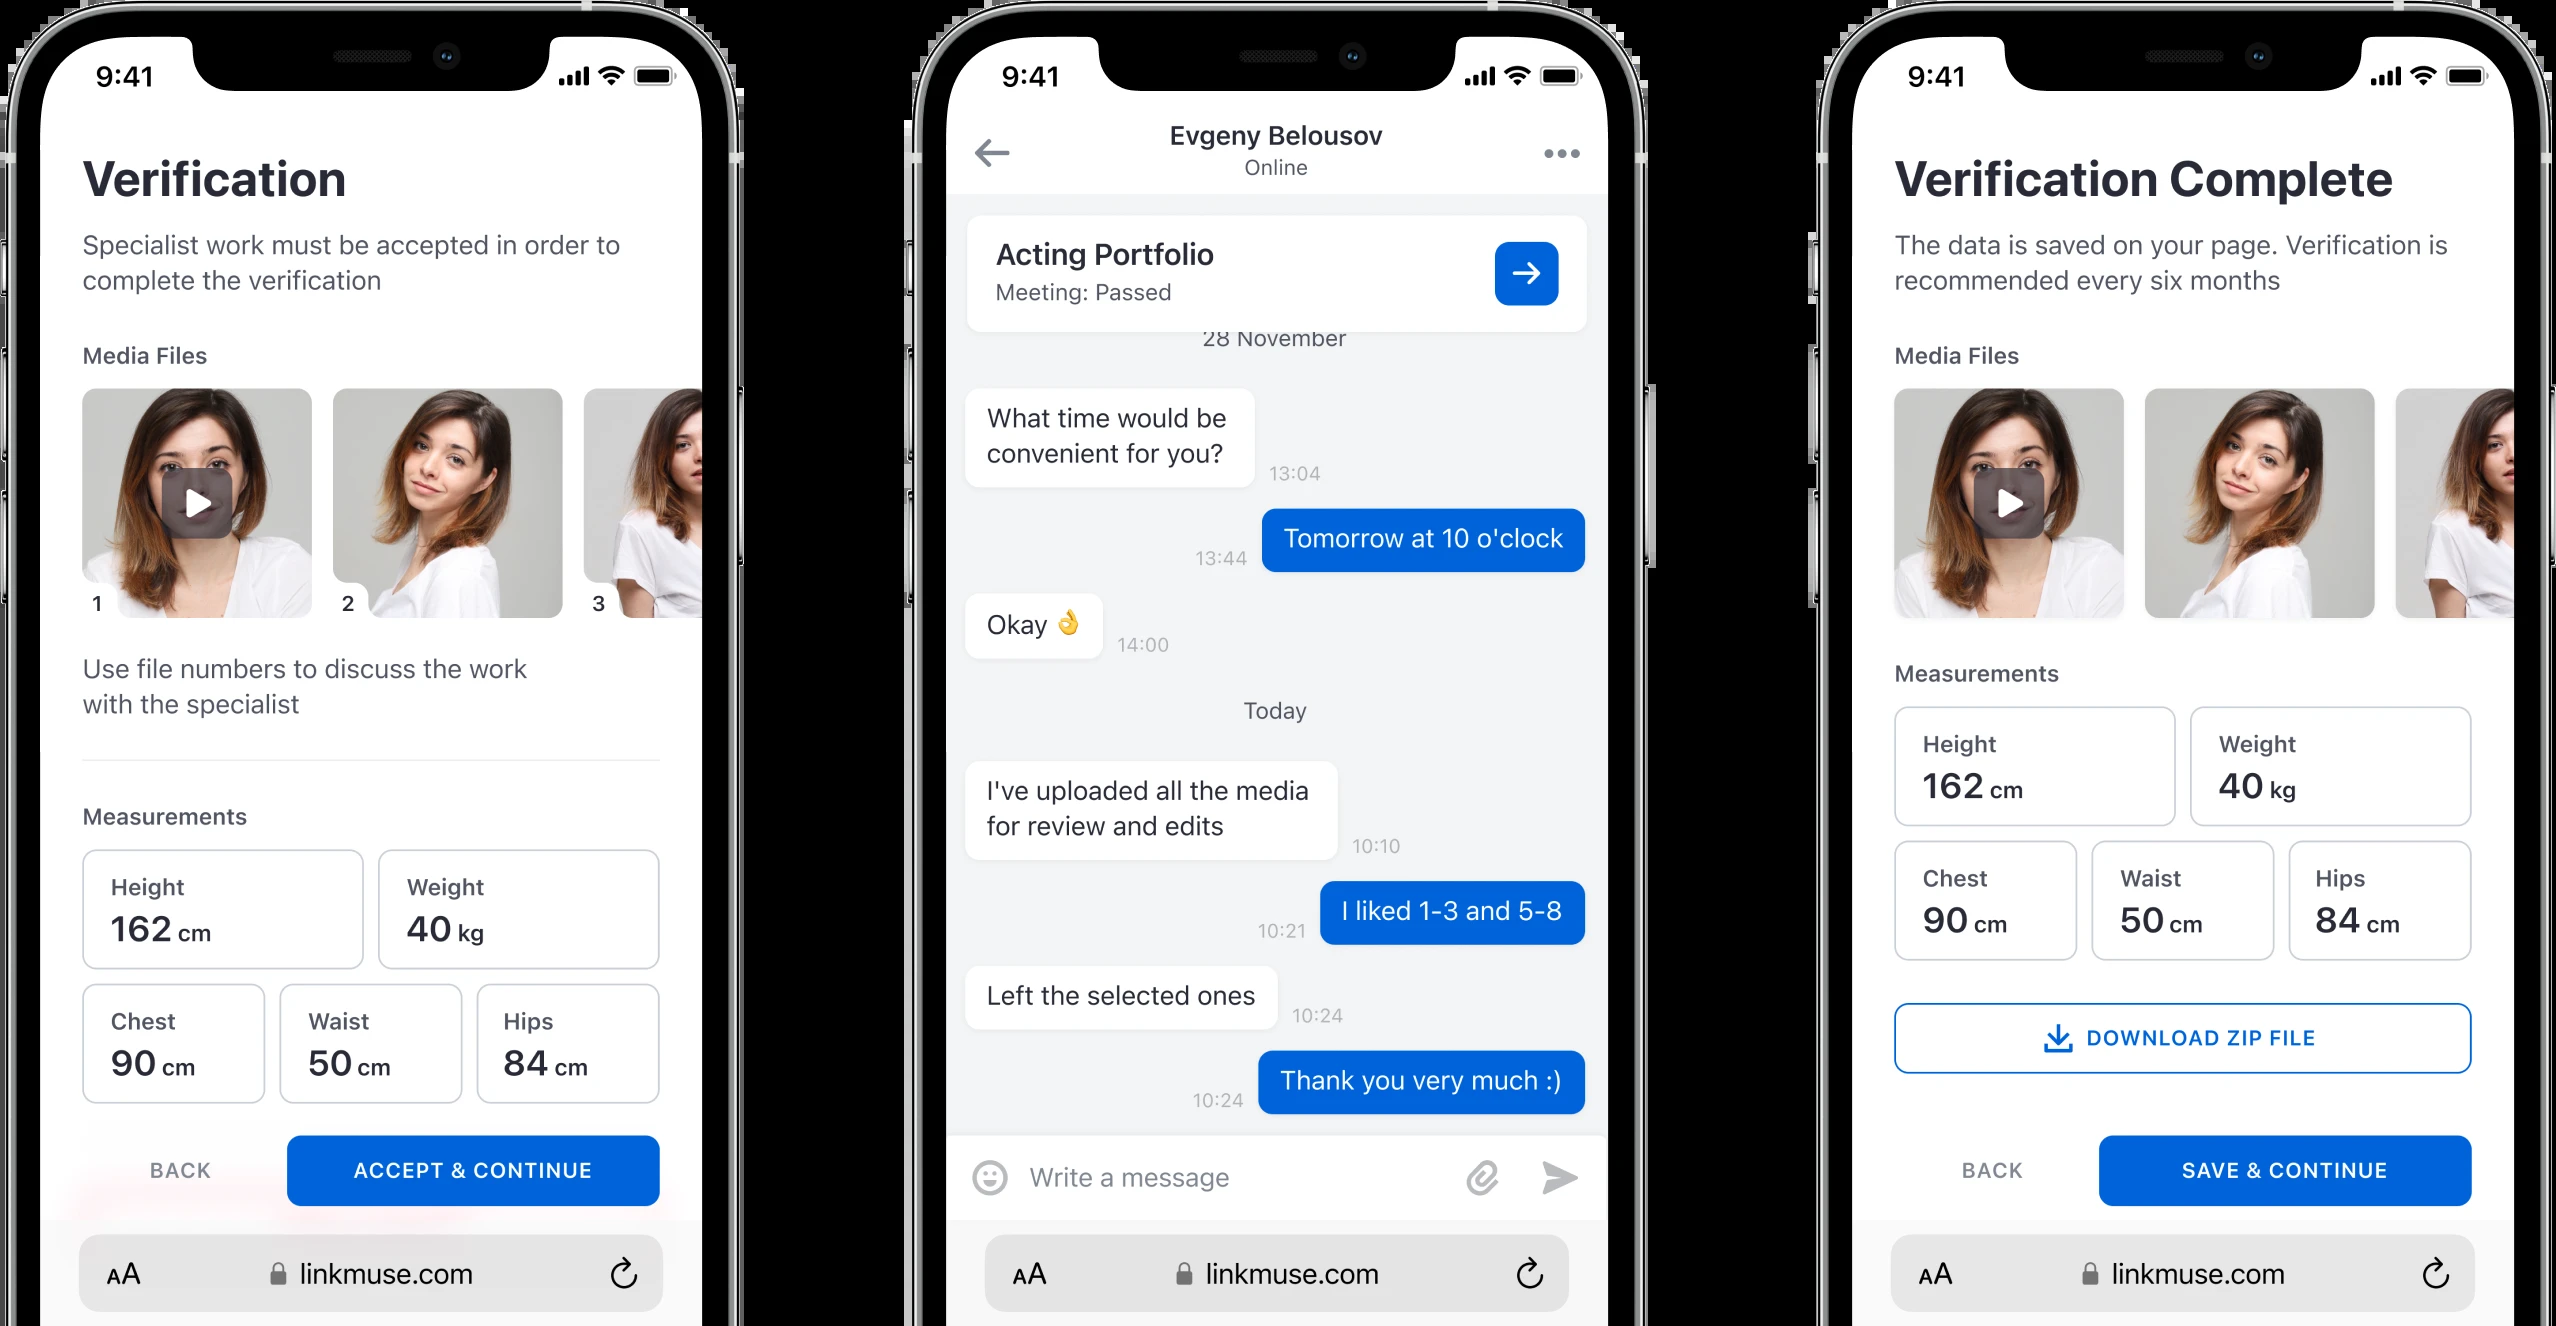 9:41
Verification
Specialist work must be accepted in order to
complete the verification
Media Files
1
2
3
Use file numbers to discuss the work
with the specialist
Measurements
Height
162 cm
Weight
40 kg
Chest
90 cm
Waist
50 cm
Hips
84 cm
BACK
ACCEPT & CONTINUE
AA
linkmuse.com
9:41
Evgeny Belousov
Online
Acting Portfolio
Meeting: Passed
28 November
What time would be
convenient for you?
13:04
Tomorrow at 10 o'clock
13:44
Okay 👌
14:00
Today
I've uploaded all the media
for review and edits
10:10
I liked 1-3 and 5-8
10:21
Left the selected ones
10:24
Thank you very much :)
10:24
Write a message
AA
linkmuse.com
9:41
Verification Complete
The data is saved on your page. Verification is
recommended every six months
Media Files
Measurements
Height
162 cm
Weight
40 kg
Chest
90 cm
Waist
50 cm
Hips
84 cm
DOWNLOAD ZIP FILE
BACK
SAVE & CONTINUE
AA
linkmuse.com